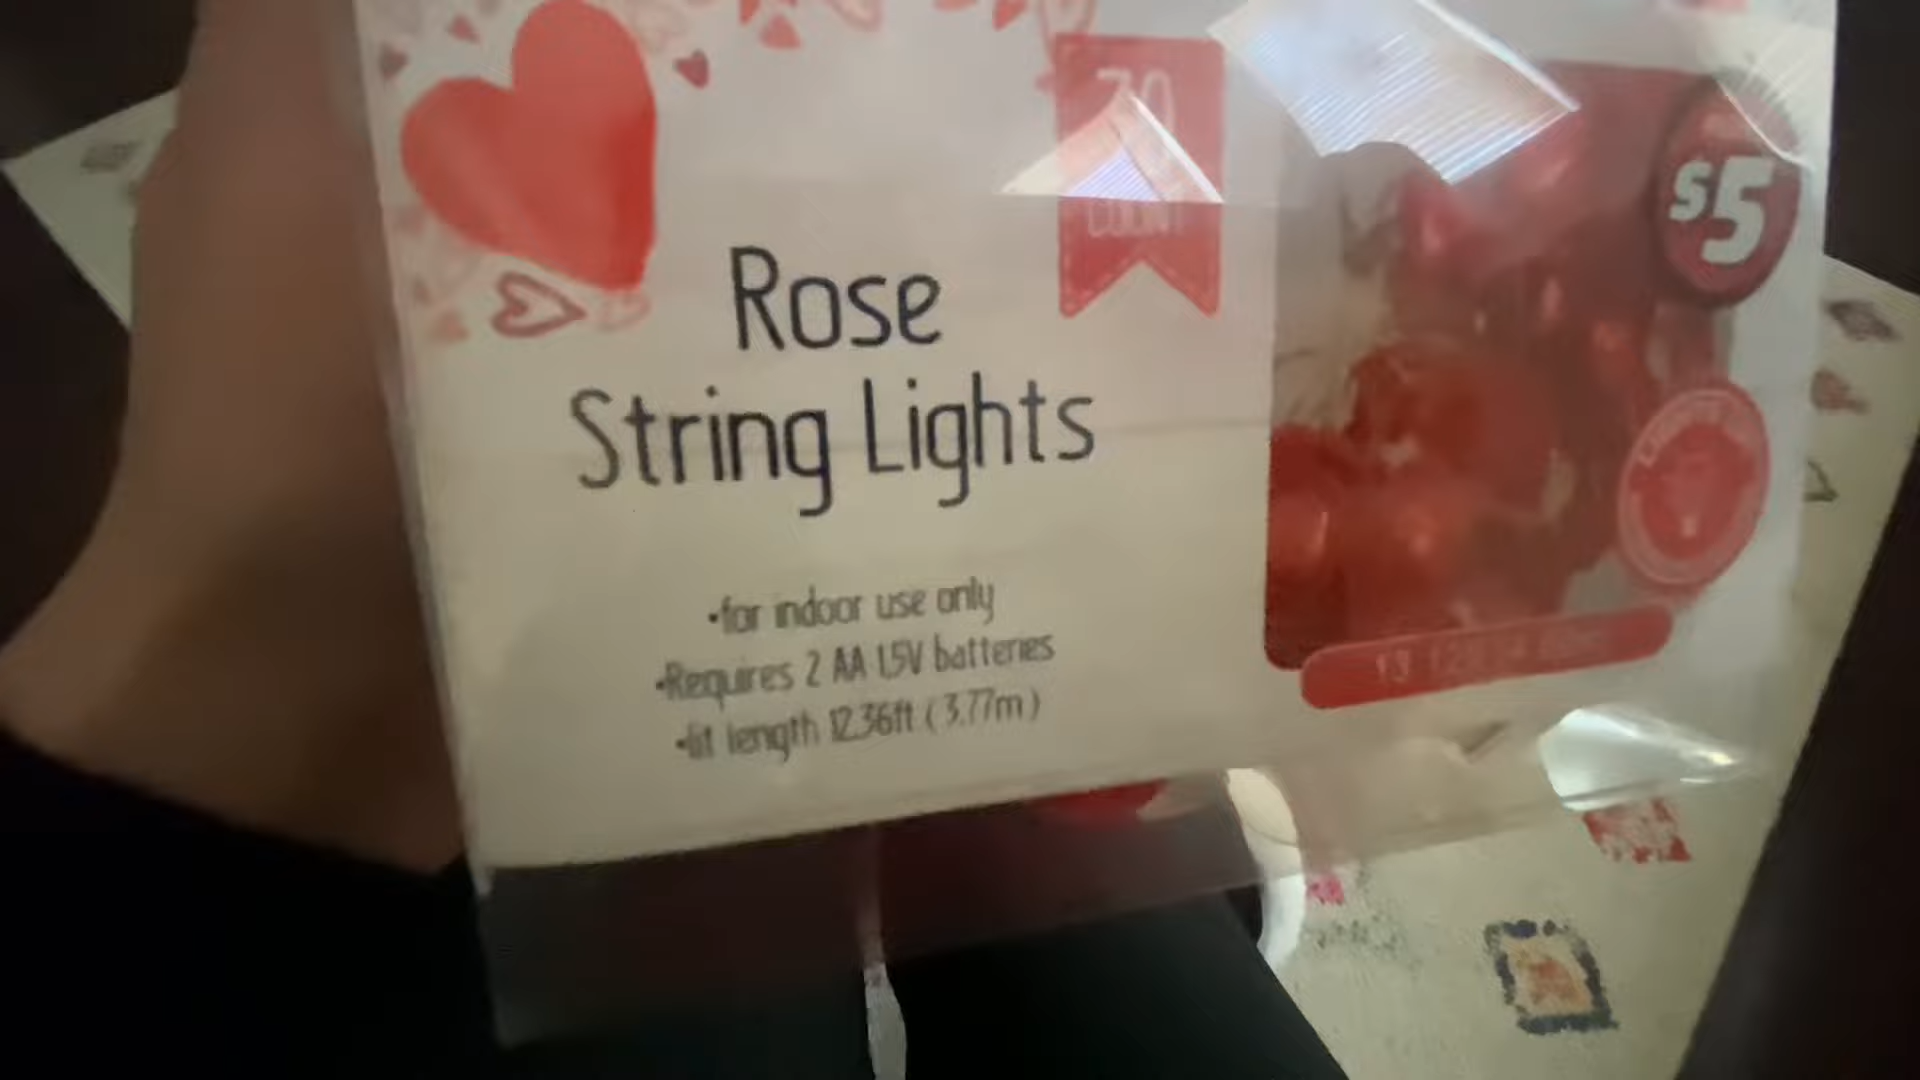 COUNT
$5
Rose
String Lights
•for indoor use only
•Requires 2 AA 1.5V batteries
•lit length 12.36ft (3.77m)